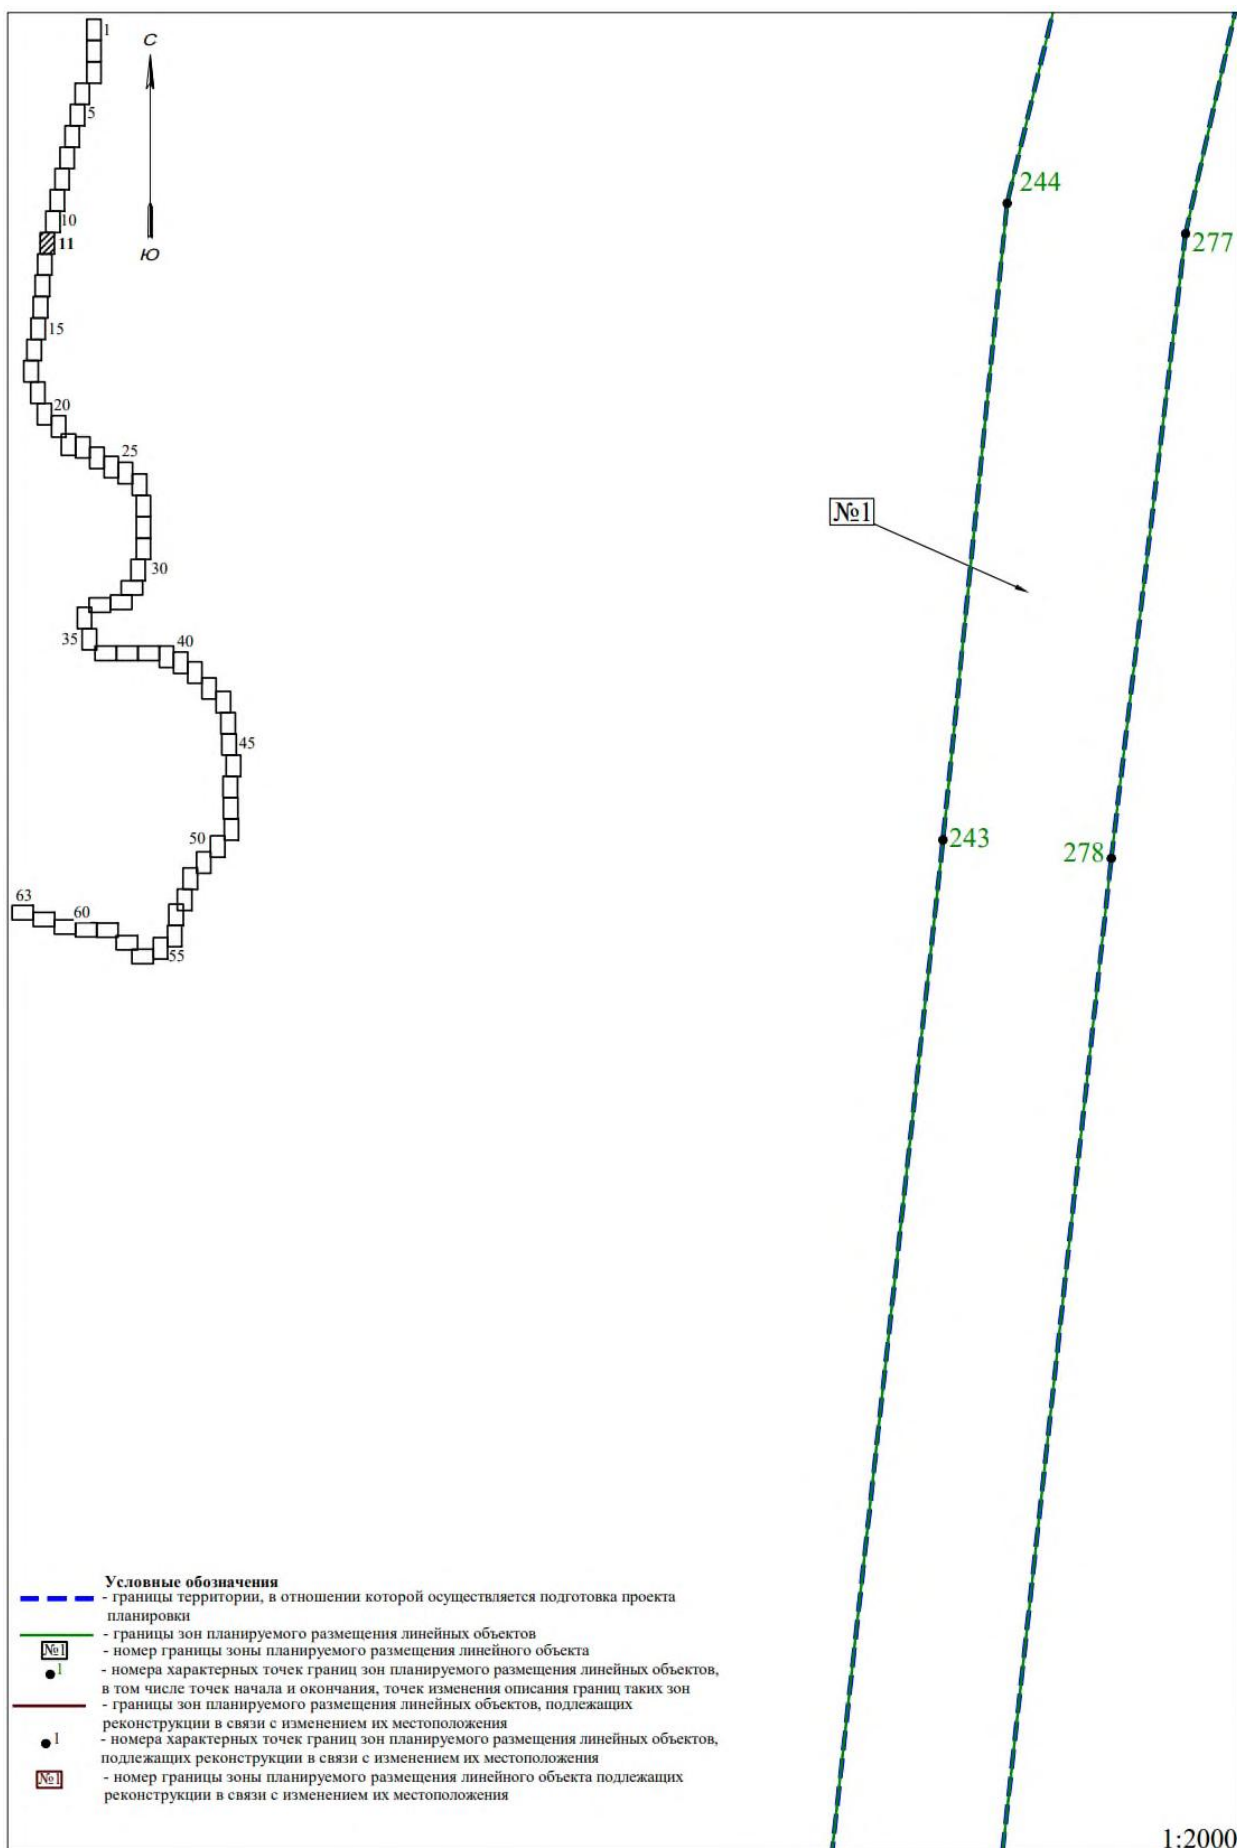 1
С
5
10
11
Ю
15
20
25
30
35
40
45
50
63
60
55
244
277
№1
243
278
Условные обозначения
- границы территории, в отношении которой осуществляется подготовка проекта
планировки
- границы зон планируемого размещения линейных объектов
№1 - номер границы зоны планируемого размещения линейного объекта
1 - номера характерных точек границ зон планируемого размещения линейных объектов,
в том числе точек начала и окончания, точек изменения описания границ таких зон
- границы зон планируемого размещения линейных объектов, подлежащих
реконструкции в связи с изменением их местоположения
1 - номера характерных точек границ зон планируемого размещения линейных объектов,
подлежащих реконструкции в связи с изменением их местоположения
№1 - номер границы зоны планируемого размещения линейного объекта подлежащих
реконструкции в связи с изменением их местоположения
1:2000